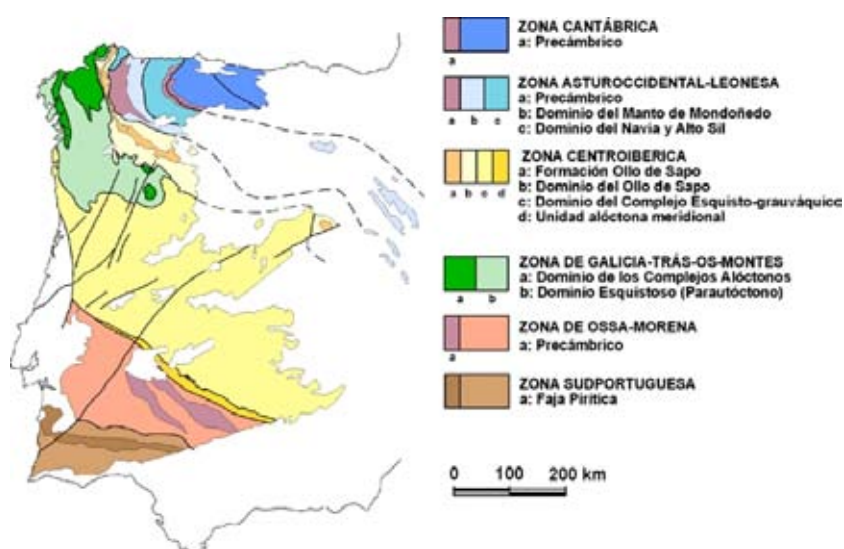 ZONA CANTÁBRICA
a: Precámbrico
a
ZONA ASTUROCCIDENTAL-LEONESA
a: Precámbrico
b: Dominio del Manto de Mondoñedo
c: Dominio del Navia y Alto Sil
a b c
ZONA CENTROIBERICA
a: Formación Ollo de Sapo
b: Dominio del Ollo de Sapo
c: Dominio del Complejo Esquisto-grauváquicc
d: Unidad alóctona meridional
a b c d
ZONA DE GALICIA-TRÁS-OS-MONTES
a: Dominio de los Complejos Alóctonos
b: Dominio Esquistoso (Parautóctono)
a b
ZONA DE OSSA-MORENA
a: Precámbrico
a
ZONA SUDPORTUGUESA
a: Faja Pirítica
0 100 200 km